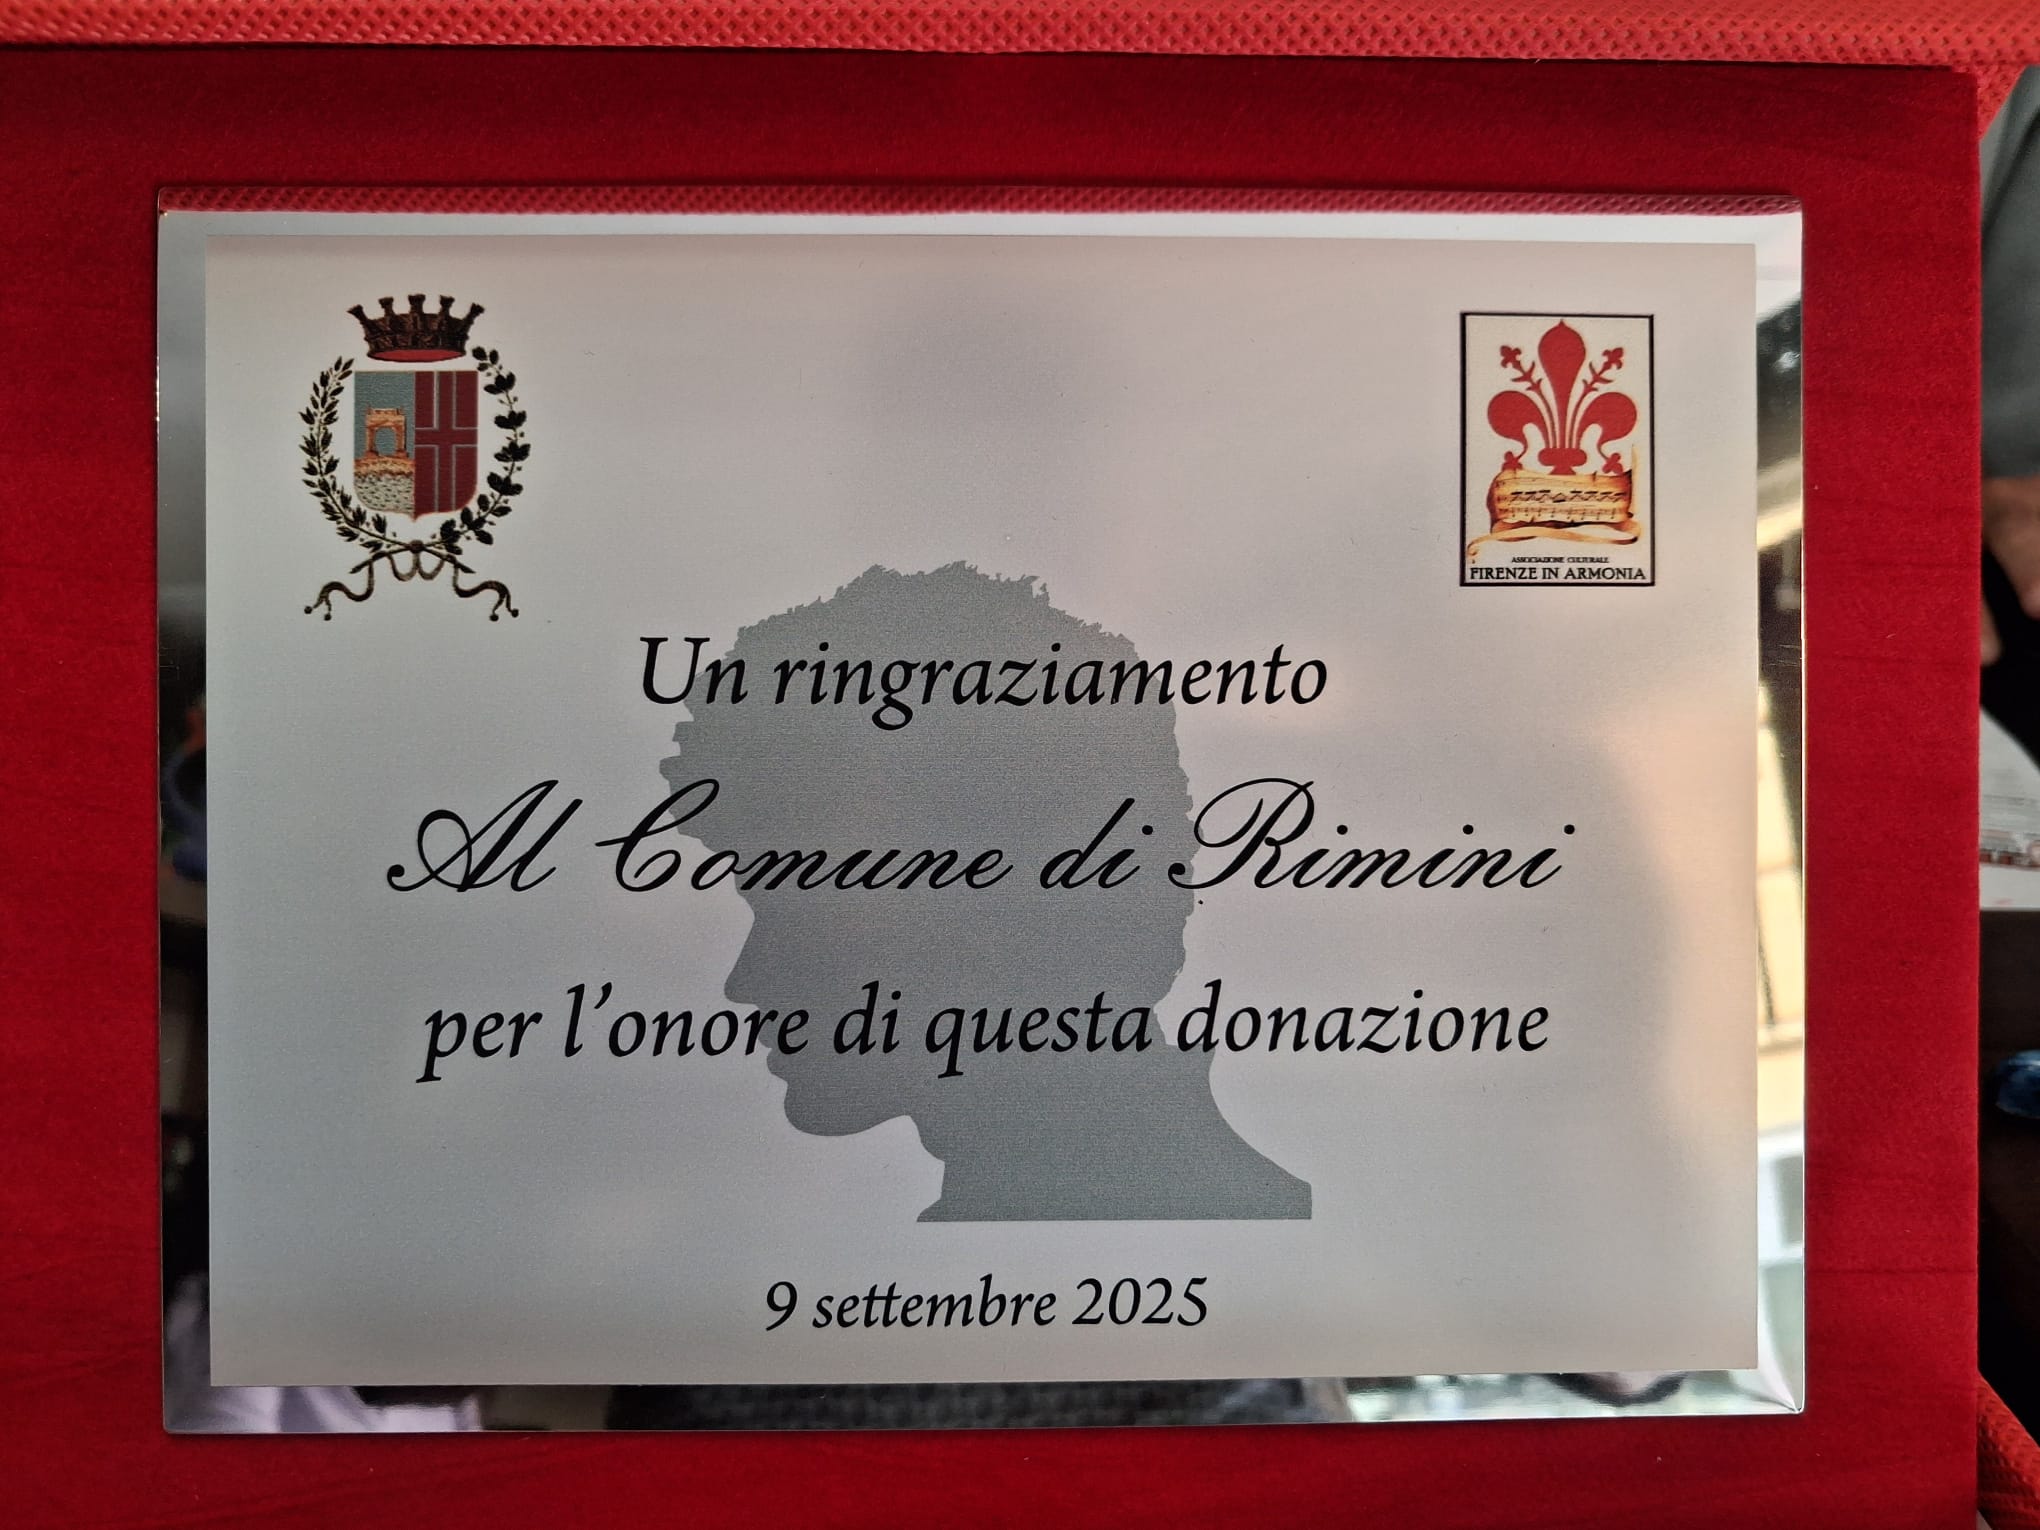 ASSOCIAZIONE CULTURALE
FIRENZE IN ARMONIA
Un ringraziamento
Al Comune di Rimini
per l'onore di questa donazione
9 settembre 2025